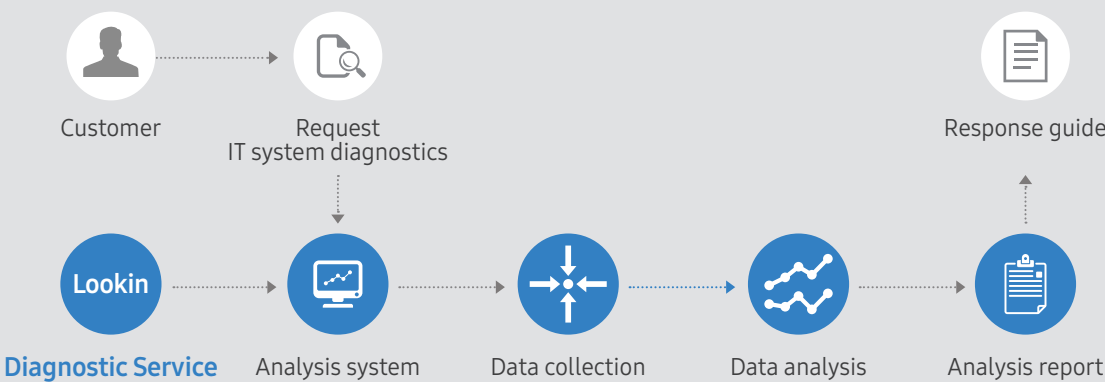 Customer
Request
IT system diagnostics
Response guide
Lookin
Diagnostic Service
Analysis system
Data collection
Data analysis
Analysis report